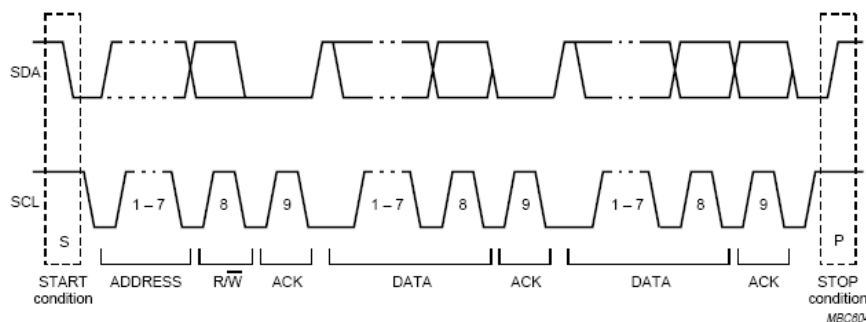 SDA
SCL
1 – 7
8
9
1 – 7
8
9
1 – 7
8
9
S
P
START
condition
ADDRESS
R/W̅
ACK
DATA
ACK
DATA
ACK
STOP
condition